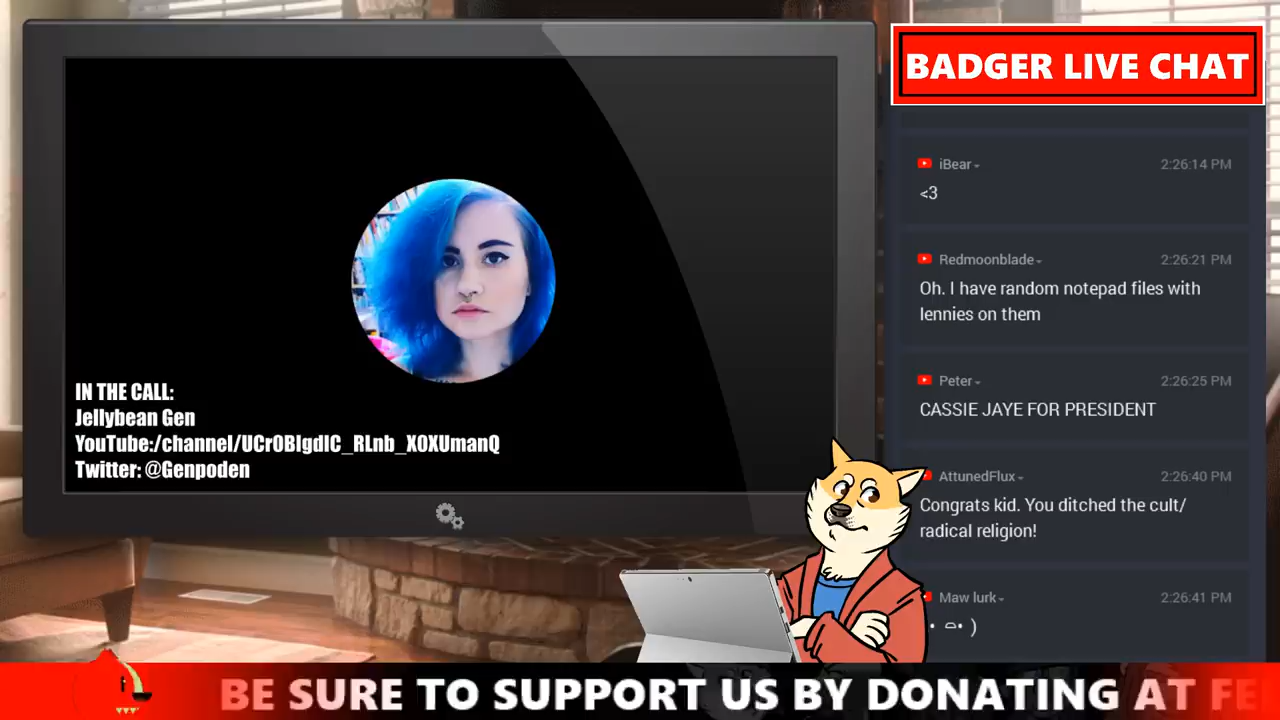 BADGER LIVE CHAT
iBear
2:26:14 PM
<3
Redmoonblade
2:26:21 PM
Oh. I have random notepad files with
lennies on them
Peter
2:26:25 PM
CASSIE JAYE FOR PRESIDENT
AttunedFlux
2:26:40 PM
Congrats kid. You ditched the cult/
radical religion!
Maw lurk
2:26:41 PM
IN THE CALL:
Jellybean Gen
YouTube:/channel/UCrOBIgdIC_RLnb_XOXUmanQ
Twitter: @Genpoden
BE SURE TO SUPPORT US BY DONATING AT FE